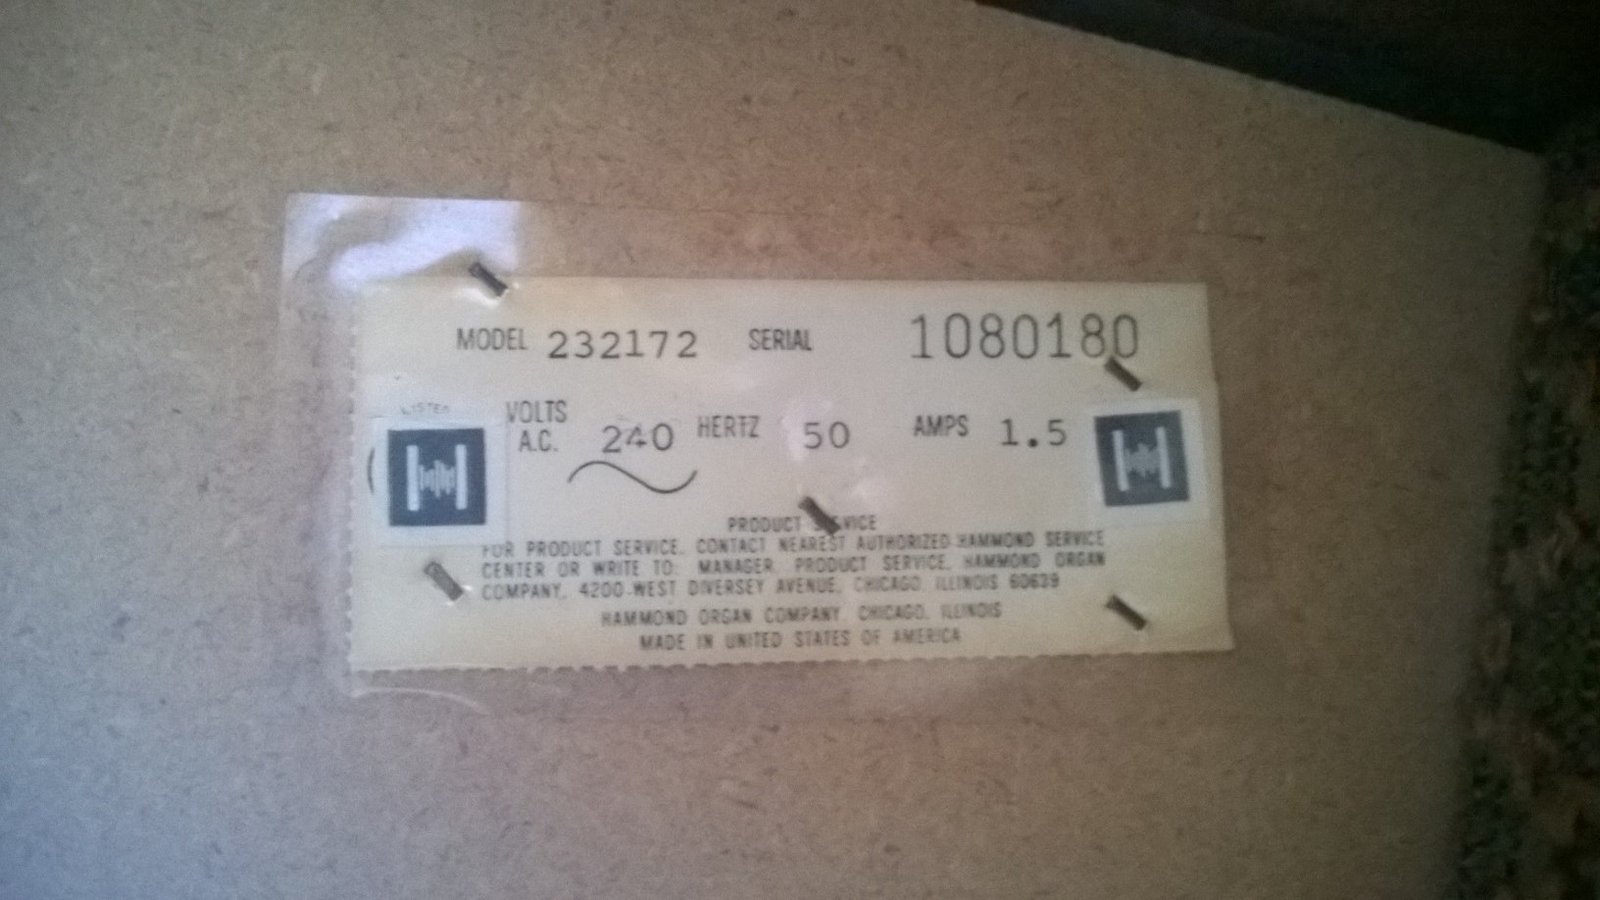 MODEL 232172 SERIAL 1080180
LISTED
VOLTS A.C. 240 HERTZ 50 AMPS 1.5
PRODUCT SERVICE
FOR PRODUCT SERVICE, CONTACT NEAREST AUTHORIZED HAMMOND SERVICE
CENTER OR WRITE TO: MANAGER, PRODUCT SERVICE, HAMMOND ORGAN
COMPANY, 4200 WEST DIVERSEY AVENUE, CHICAGO, ILLINOIS 60639
HAMMOND ORGAN COMPANY, CHICAGO, ILLINOIS
MADE IN UNITED STATES OF AMERICA